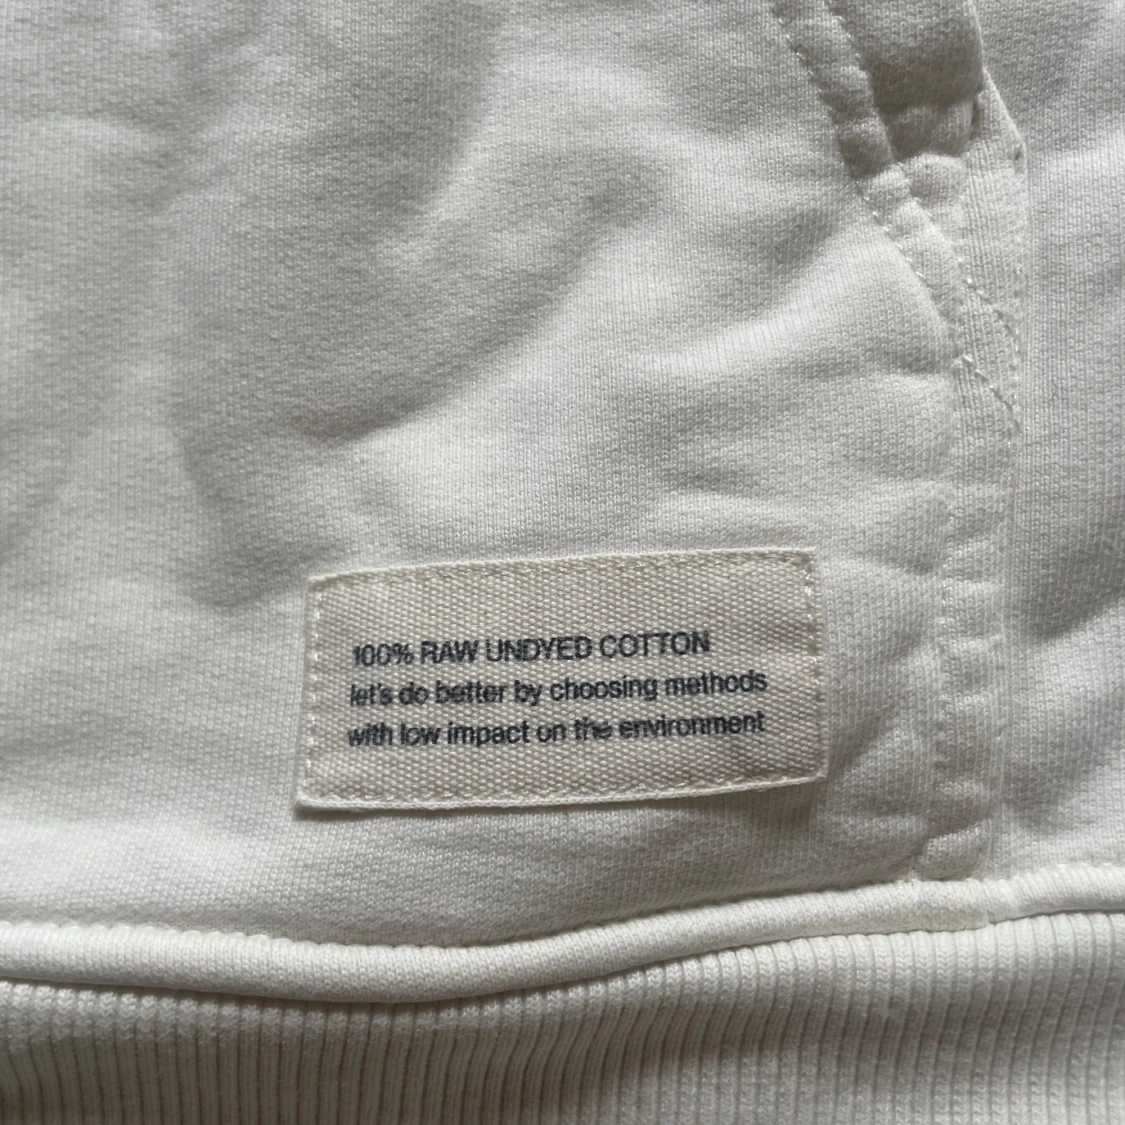 100% RAW UNDYED COTTON
let's do better by choosing methods
with low impact on the environment